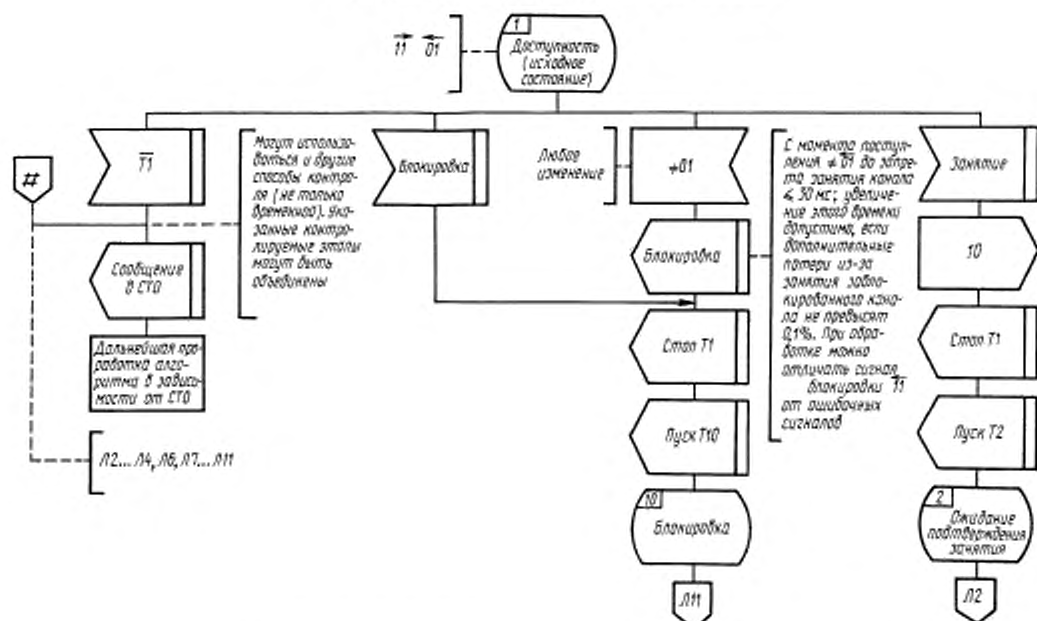 1
Доступность
(исходное
состояние)
11 01
T1
Могут использо-
ваться и другие
способы контро-
ля (не только
временной). Ука-
занные контро-
лируемые этапы
могут быть
объединены
Блокировка
Любое
изменение
≠01
С момента поступ-
ления ≠01 до запре-
та занятия канала
≤ 30 мс; увеличе-
ние этого времени
допустимо, если
дополнительные
потери из-за
занятия забло-
кированного кана-
ла не превысят
0,1%. При обра-
ботке можно
отличать сигнал
блокировки 11
от ошибочных
сигналов
Занятие
#
Сообщение
в СТО
Блокировка
10
Дальнейшая про-
работка алго-
ритма в зависи-
мости от СТО
Стоп Т1
Стоп Т1
Пуск Т10
Пуск Т2
Л2... Л4, Л6, Л7... Л11
10
Блокировка
2
Ожидание
подтверждения
занятия
Л11
Л2